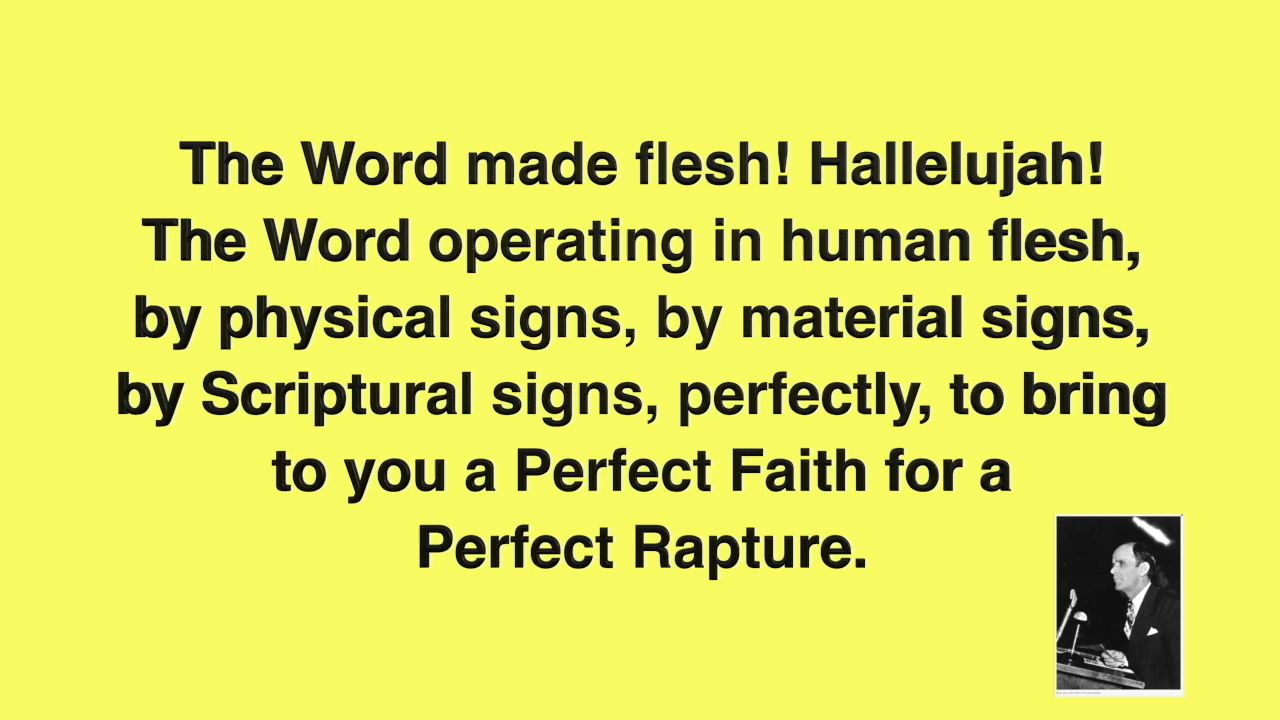 The Word made flesh! Hallelujah!
The Word operating in human flesh,
by physical signs, by material signs,
by Scriptural signs, perfectly, to bring
to you a Perfect Faith for a
Perfect Rapture.